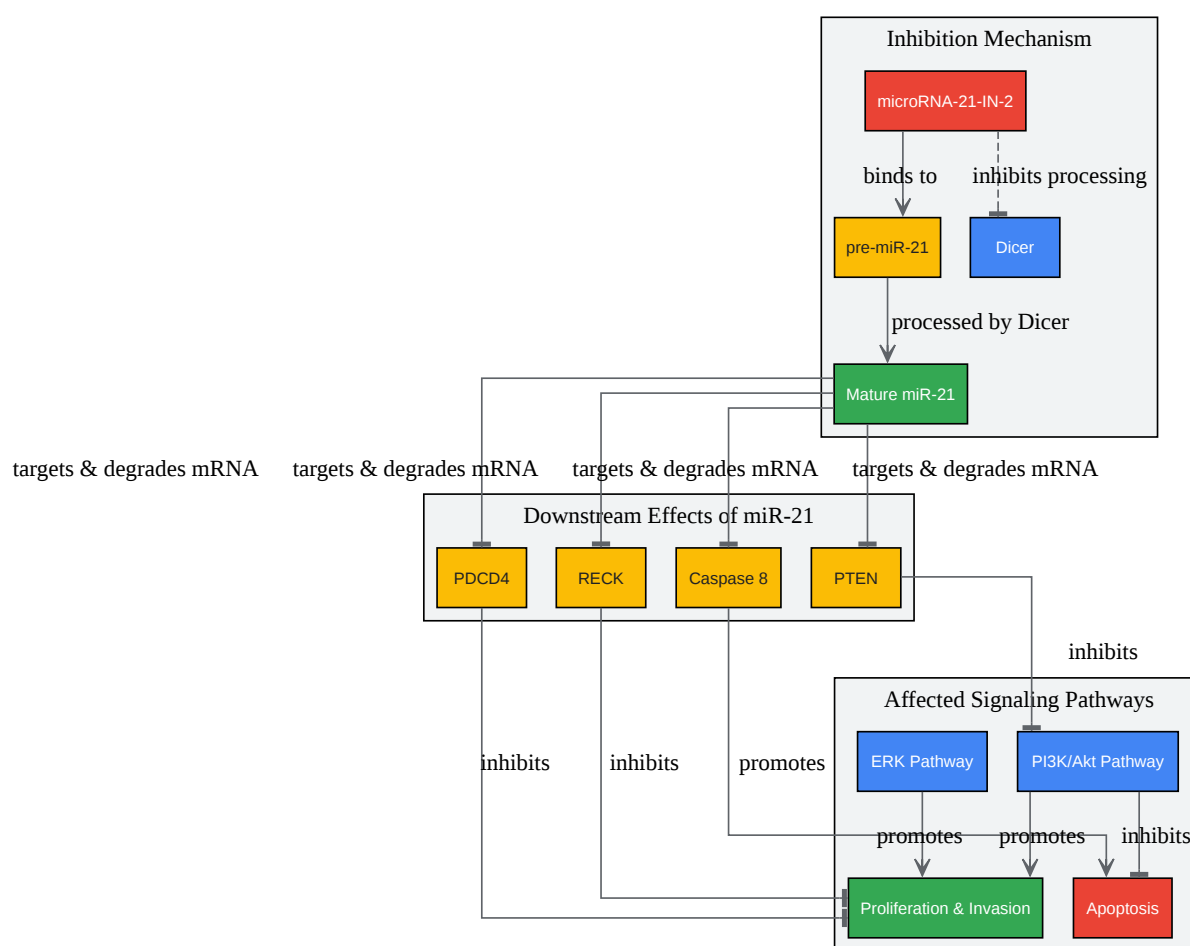 Inhibition Mechanism
microRNA-21-IN-2
binds to
inhibits processing
pre-miR-21
Dicer
processed by Dicer
Mature miR-21
targets & degrades mRNA
targets & degrades mRNA
targets & degrades mRNA
targets & degrades mRNA
Downstream Effects of miR-21
PDCD4
RECK
Caspase 8
PTEN
inhibits
Affected Signaling Pathways
inhibits
inhibits
promotes
ERK Pathway
PI3K/Akt Pathway
promotes
promotes
inhibits
Proliferation & Invasion
Apoptosis